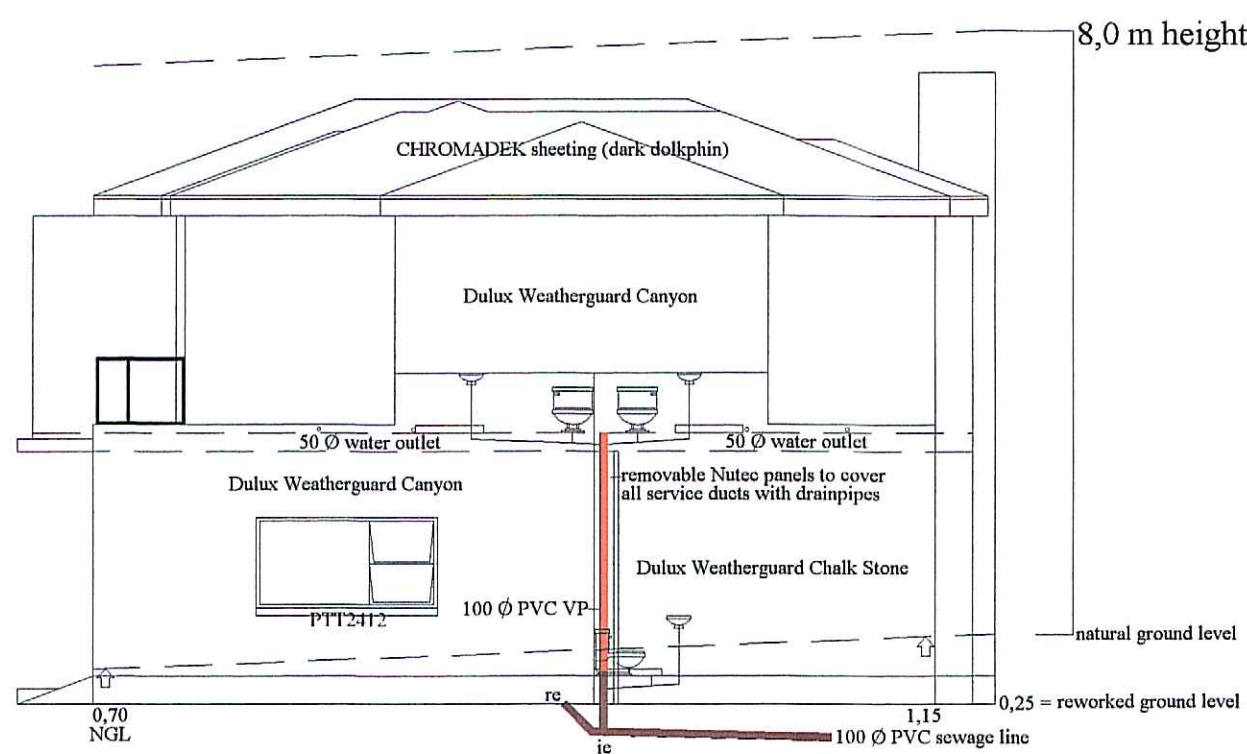 8,0 m height
CHROMADEK sheeting (dark dolkphin)
Dulux Weatherguard Canyon
50 Ø water outlet
50 Ø water outlet
Dulux Weatherguard Canyon
removable Nutec panels to cover
all service ducts with drainpipes
Dulux Weatherguard Chalk Stone
PTT2412
100 Ø PVC VP
natural ground level
re
0,70
NGL
1,15
0,25 = reworked ground level
ie
100 Ø PVC sewage line